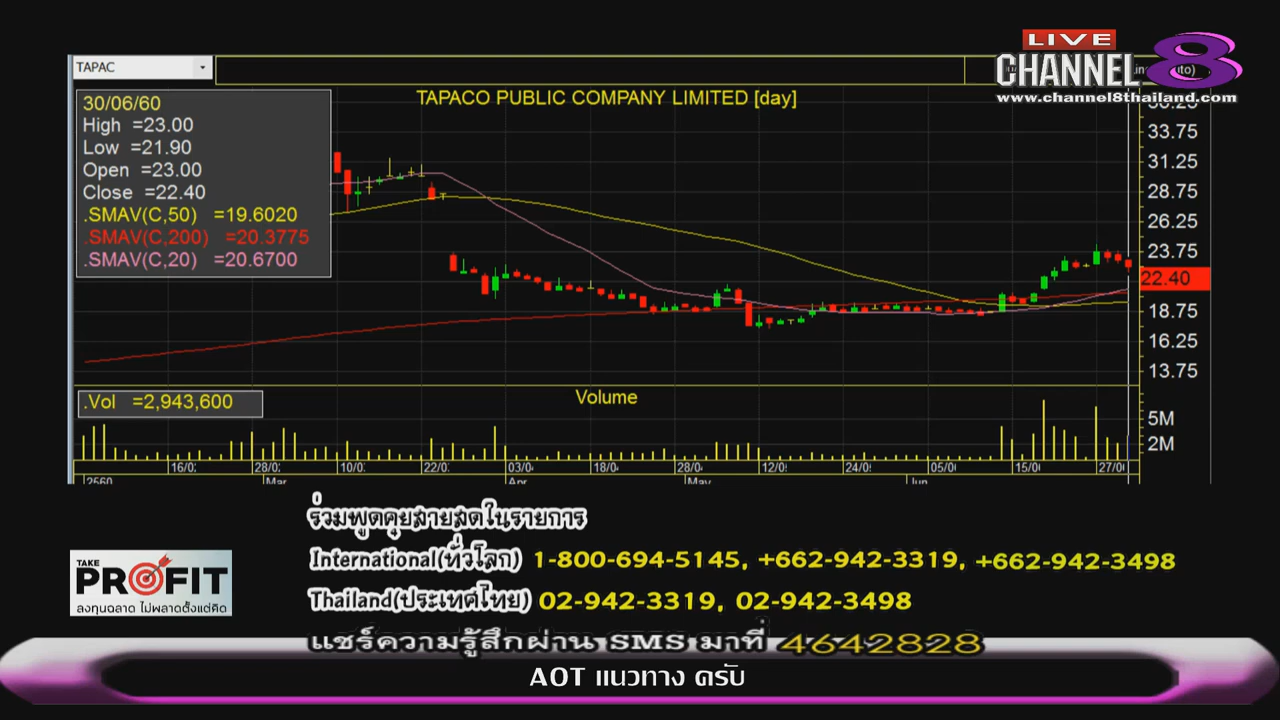 LIVE
CHANNEL 8
www.channel8thailand.com
TAPAC
30/06/60
High =23.00
Low =21.90
Open =23.00
Close =22.40
.SMAV(C,50) =19.6020
.SMAV(C,200) =20.3775
.SMAV(C,20) =20.6700
TAPACO PUBLIC COMPANY LIMITED [day]
33.75
31.25
28.75
26.25
23.75
22.40
18.75
16.25
13.75
.Vol =2,943,600
Volume
5M
2M
16/02 28/02 10/03 22/03 03/04 18/04 28/04 12/05 24/05 05/06 15/06 27/06
2560 Mar Apr May Jun
ร่วมพูดคุยสายสดในรายการ
International(ทั่วโลก) 1-800-694-5145, +662-942-3319, +662-942-3498
Thailand(ประเทศไทย) 02-942-3319, 02-942-3498
แชร์ความรู้สึกผ่าน SMS มาที่ 4642828
TAKE
PROFIT
ลงทุนฉลาด ไม่พลาดตั้งแต่คิด
AOT แนวทาง ครับ